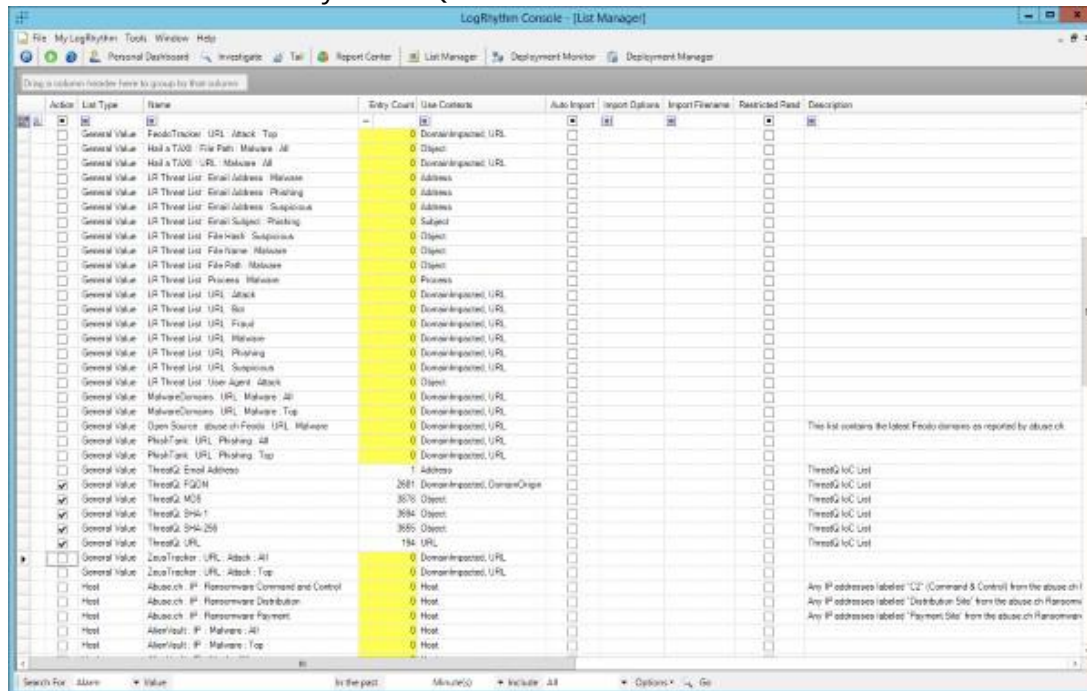 LogRhythm Console - [List Manager]
File My LogRhythm Tools Window Help
Personal Dashboard Investigate Tail Report Center List Manager Deployment Monitor Deployment Manager
Drag a column header here to group by that column
Action List Type Name Entry Count Use Contexts Auto Import Import Options Import Filename Restricted Read Description
General Value FeodoTracker : URL : Attack : Top 0 DomainImpacted, URL
General Value Hail a TAXII : File Path : Malware : All 0 Object
General Value Hail a TAXII : URL : Malware : All 0 DomainImpacted, URL
General Value LR Threat List : Email Address : Malware 0 Address
General Value LR Threat List : Email Address : Phishing 0 Address
General Value LR Threat List : Email Address : Suspicious 0 Address
General Value LR Threat List : Email Subject : Phishing 0 Subject
General Value LR Threat List : File Hash : Suspicious 0 Object
General Value LR Threat List : File Name : Malware 0 Object
General Value LR Threat List : File Path : Malware 0 Object
General Value LR Threat List : Process : Malware 0 Process
General Value LR Threat List : URL : Attack 0 DomainImpacted, URL
General Value LR Threat List : URL : Bot 0 DomainImpacted, URL
General Value LR Threat List : URL : Fraud 0 DomainImpacted, URL
General Value LR Threat List : URL : Malware 0 DomainImpacted, URL
General Value LR Threat List : URL : Phishing 0 DomainImpacted, URL
General Value LR Threat List : URL : Suspicious 0 DomainImpacted, URL
General Value LR Threat List : User Agent : Attack 0 Object
General Value MalwareDomains : URL : Malware : All 0 DomainImpacted, URL
General Value MalwareDomains : URL : Malware : Top 0 DomainImpacted, URL
General Value Open Source : abuse.ch Feodo : URL : Malware 0 DomainImpacted, URL This list contains the latest Feodo domains as reported by abuse.ch.
General Value PhishTank : URL : Phishing : All 0 DomainImpacted, URL
General Value PhishTank : URL : Phishing : Top 0 DomainImpacted, URL
General Value ThreatQ: Email Address 1 Address ThreatQ IoC List
General Value ThreatQ: FQDN 2681 DomainImpacted, DomainOrigin ThreatQ IoC List
General Value ThreatQ: MD5 3878 Object ThreatQ IoC List
General Value ThreatQ: SHA-1 3694 Object ThreatQ IoC List
General Value ThreatQ: SHA-256 3655 Object ThreatQ IoC List
General Value ThreatQ: URL 194 URL ThreatQ IoC List
General Value ZeusTracker : URL : Attack : All 0 DomainImpacted, URL
General Value ZeusTracker : URL : Attack : Top 0 DomainImpacted, URL
Host Abuse.ch : IP : Ransomware Command and Control 0 Host Any IP addresses labeled "C2" (Command & Control) from the abuse.ch
Host Abuse.ch : IP : Ransomware Distribution 0 Host Any IP addresses labeled "Distribution Site" from the abuse.ch Ransom
Host Abuse.ch : IP : Ransomware Payment 0 Host Any IP addresses labeled "Payment Site" from the abuse.ch Ransomware
Host AlienVault : IP : Malware : All 0 Host
Host AlienVault : IP : Malware : Top 0 Host
Search For Alarm Value In the past Minute(s) Include All Options Go